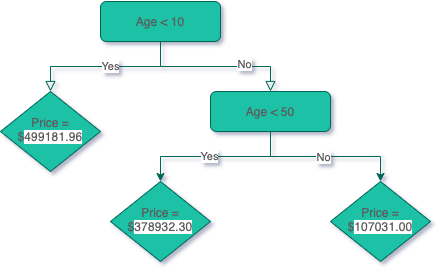 Age < 10
Yes
No
Price =
$499181.96
Age < 50
Yes
No
Price =
$378932.30
Price =
$107031.00